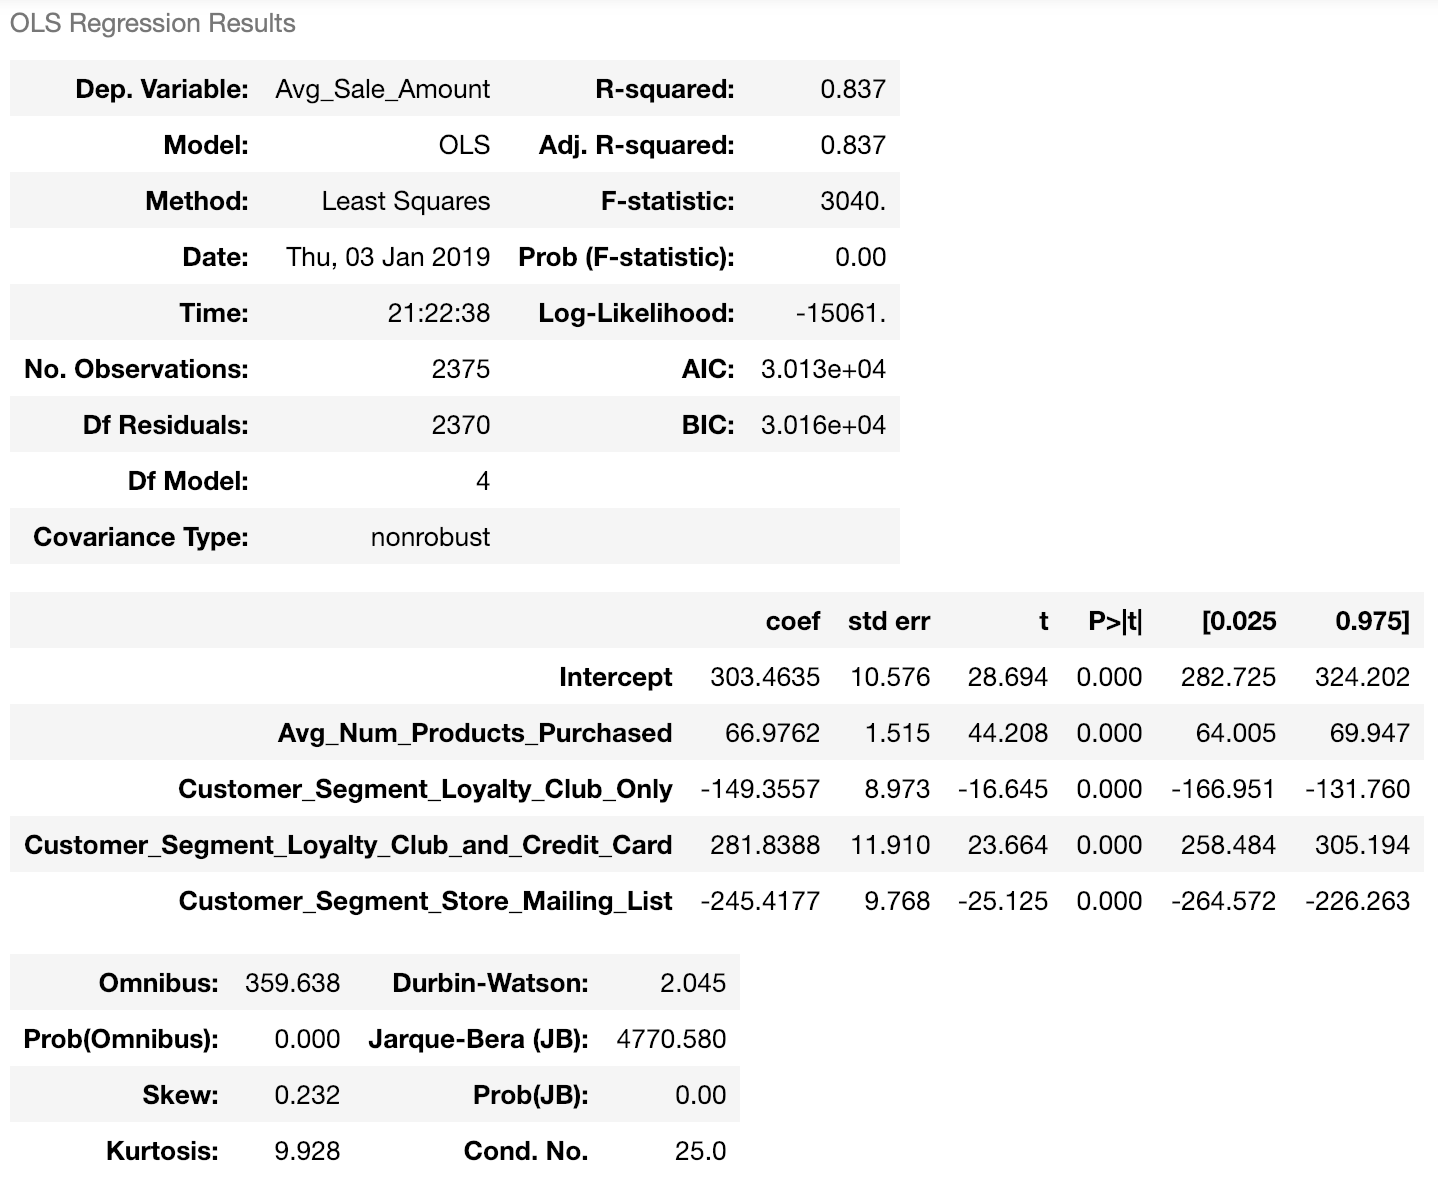 OLS Regression Results
Dep. Variable: Avg_Sale_Amount R-squared: 0.837
Model: OLS Adj. R-squared: 0.837
Method: Least Squares F-statistic: 3040.
Date: Thu, 03 Jan 2019 Prob (F-statistic): 0.00
Time: 21:22:38 Log-Likelihood: -15061.
No. Observations: 2375 AIC: 3.013e+04
Df Residuals: 2370 BIC: 3.016e+04
Df Model: 4
Covariance Type: nonrobust
coef std err t P>|t| [0.025 0.975]
Intercept 303.4635 10.576 28.694 0.000 282.725 324.202
Avg_Num_Products_Purchased 66.9762 1.515 44.208 0.000 64.005 69.947
Customer_Segment_Loyalty_Club_Only -149.3557 8.973 -16.645 0.000 -166.951 -131.760
Customer_Segment_Loyalty_Club_and_Credit_Card 281.8388 11.910 23.664 0.000 258.484 305.194
Customer_Segment_Store_Mailing_List -245.4177 9.768 -25.125 0.000 -264.572 -226.263
Omnibus: 359.638 Durbin-Watson: 2.045
Prob(Omnibus): 0.000 Jarque-Bera (JB): 4770.580
Skew: 0.232 Prob(JB): 0.00
Kurtosis: 9.928 Cond. No. 25.0